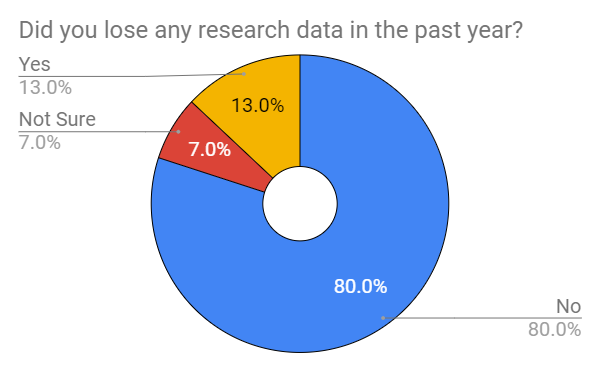 Did you lose any research data in the past year?
Yes
13.0%
13.0%
Not Sure
7.0%
7.0%
80.0%
No
80.0%